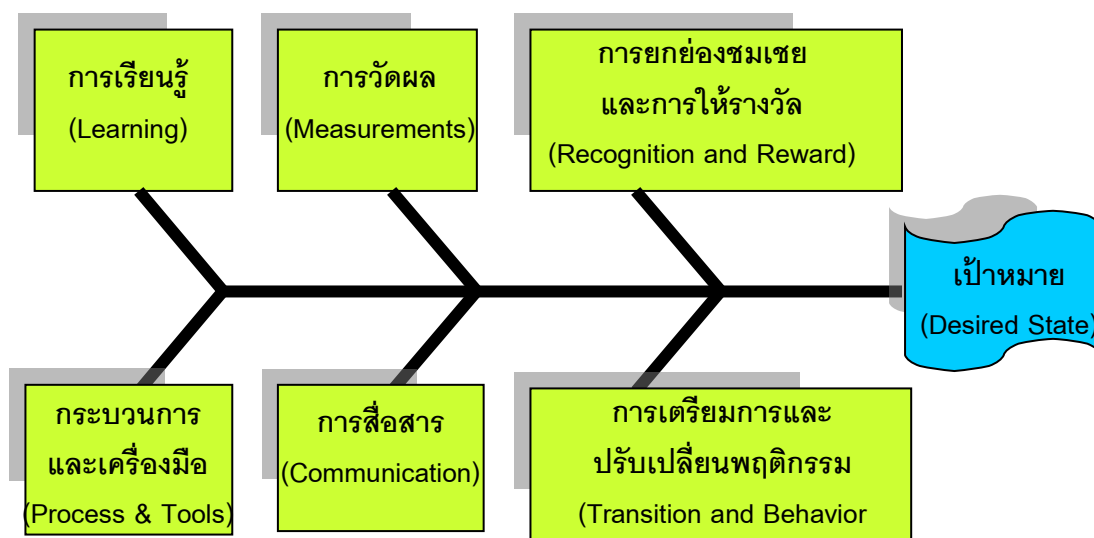 การเรียนรู้
(Learning)
การวัดผล
(Measurements)
การยกย่องชมเชย
และการให้รางวัล
(Recognition and Reward)
เป้าหมาย
(Desired State)
กระบวนการ
และเครื่องมือ
(Process & Tools)
การสื่อสาร
(Communication)
การเตรียมการและ
ปรับเปลี่ยนพฤติกรรม
(Transition and Behavior